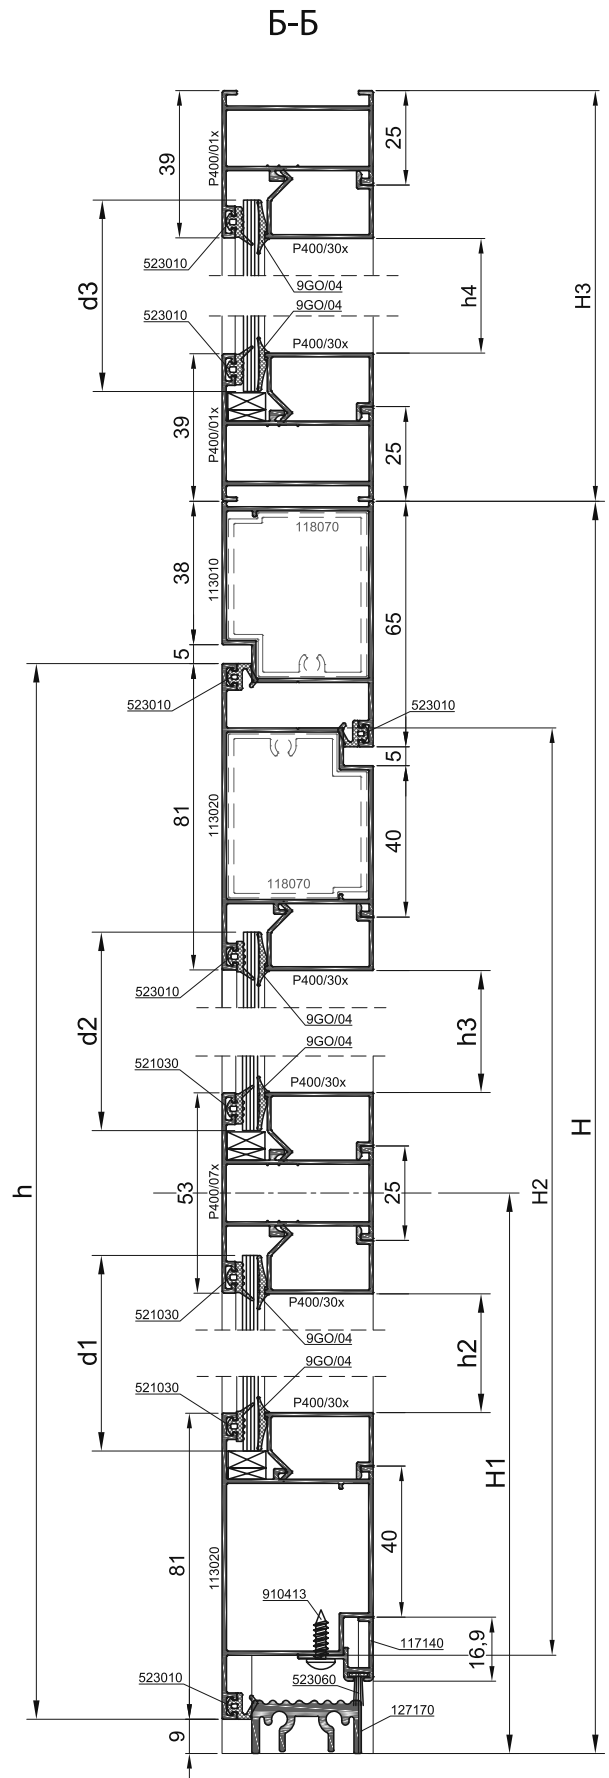 Б-Б
39
P400/01x
25
523010
P400/30x
9GO/04
d3
h4
H3
9GO/04
523010
P400/30x
39
P400/01x
25
118070
38
113010
65
5
523010
523010
5
81
113020
40
118070
523010
P400/30x
9GO/04
d2
h3
9GO/04
521030
P400/30x
H
h
53
P400/07x
25
H2
521030
P400/30x
9GO/04
d1
h2
9GO/04
521030
P400/30x
H1
40
81
113020
910413
117140
16,9
523010
523060
127170
9